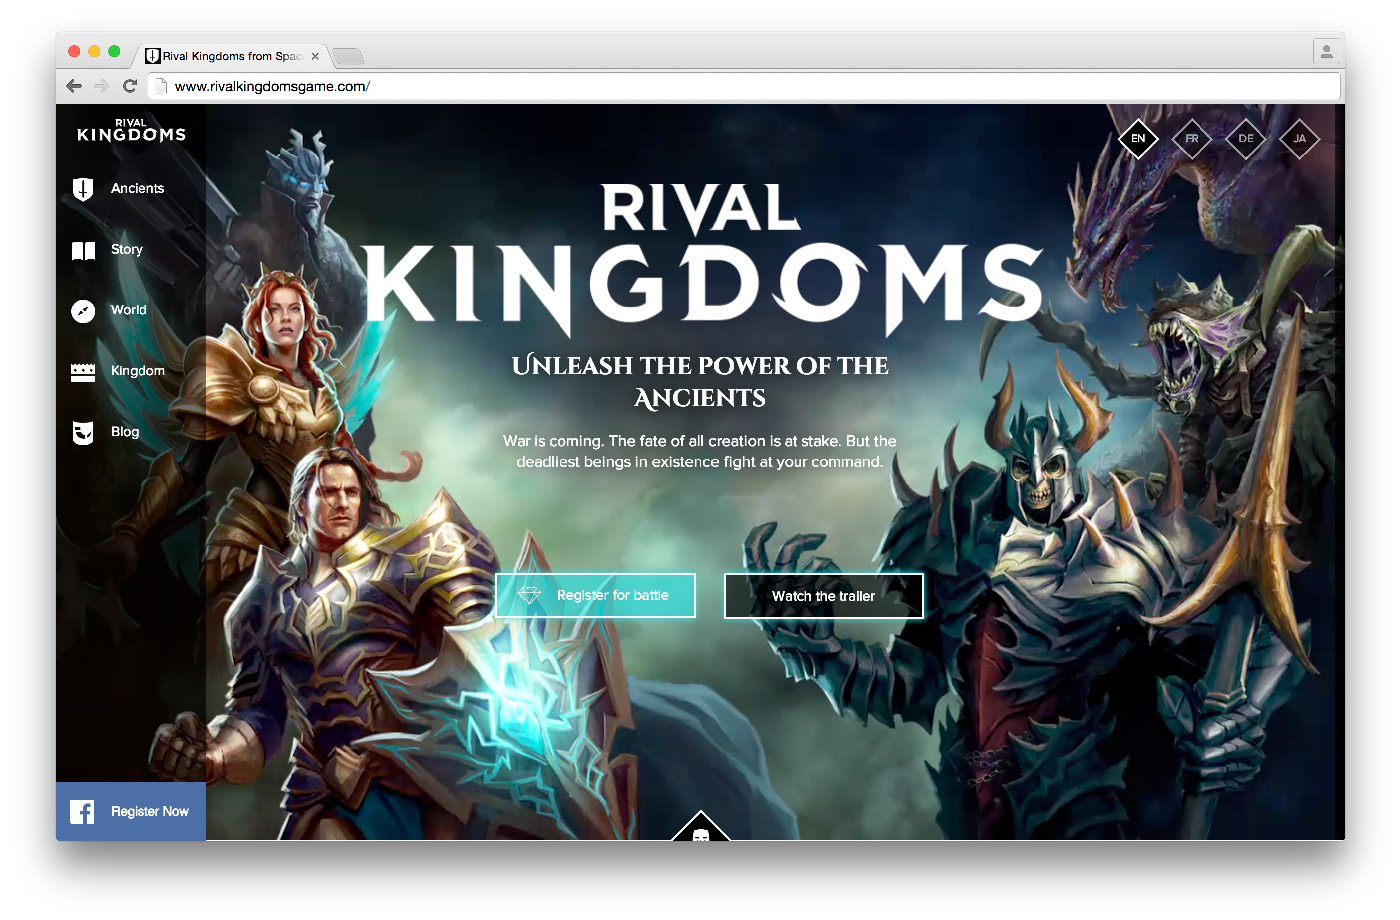 Rival Kingdoms from Spac
www.rivalkingdomsgame.com/
RIVAL
KINGDOMS
Ancients
Story
World
Kingdom
Blog
Register Now
EN
FR
DE
JA
RIVAL
KINGDOMS
UNLEASH THE POWER OF THE
ANCIENTS
War is coming. The fate of all creation is at stake. But the
deadliest beings in existence fight at your command.
Register for battle
Watch the trailer